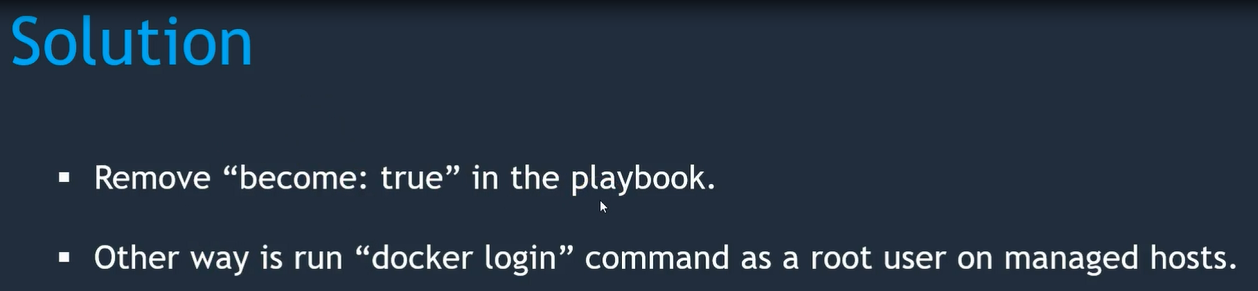 Solution
▪ Remove “become: true” in the playbook.
▪ Other way is run “docker login” command as a root user on managed hosts.